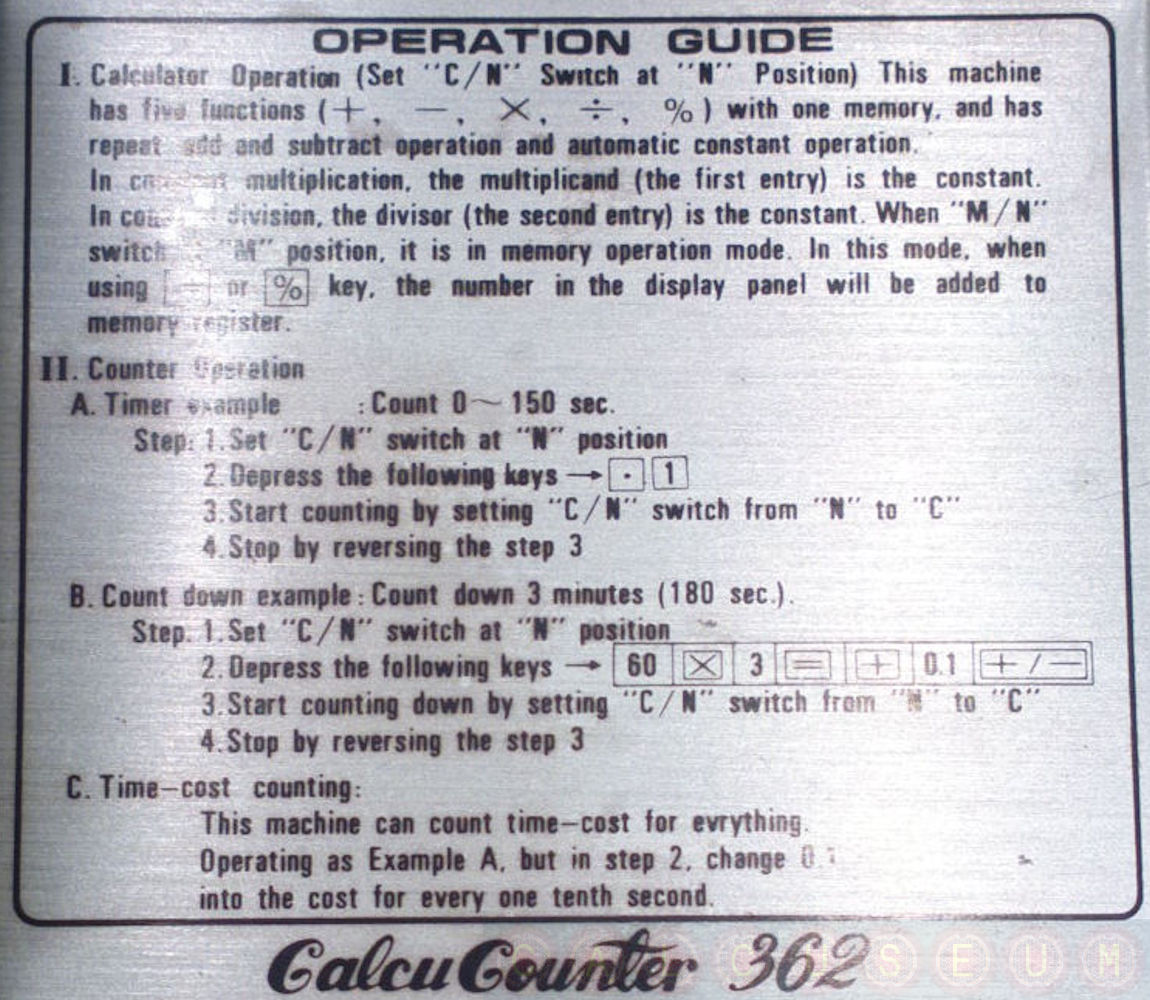 OPERATION GUIDE
I. Calculator Operation (Set "C/N" Switch at "N" Position) This machine
has five functions (+, −, ×, ÷, %) with one memory, and has
repeat add and subtract operation and automatic constant operation.
In constant multiplication, the multiplicand (the first entry) is the constant.
In constant division, the divisor (the second entry) is the constant. When "M/N"
switch "M" position, it is in memory operation mode. In this mode, when
using or % key, the number in the display panel will be added to
memory register.
II. Counter Operation
A. Timer example : Count 0~150 sec.
Step: 1. Set "C/N" switch at "N" position
2. Depress the following keys → · 1
3. Start counting by setting "C/N" switch from "N" to "C"
4. Stop by reversing the step 3
B. Count down example : Count down 3 minutes (180 sec.).
Step. 1. Set "C/N" switch at "N" position
2. Depress the following keys → 60 × 3 = + 0.1 +/−
3. Start counting down by setting "C/N" switch from "N" to "C"
4. Stop by reversing the step 3
C. Time-cost counting:
This machine can count time-cost for evrything.
Operating as Example A, but in step 2, change 0.1
into the cost for every one tenth second.
CalcuCounter 362
SEUM